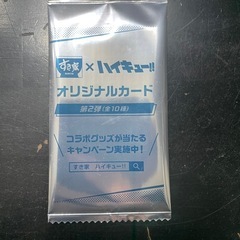 すき家 × ハイキュー!!
オリジナルカード
第2弾(全10種)
コラボグッズが当たる
キャンペーン実施中!
すき家 ハイキュー!!